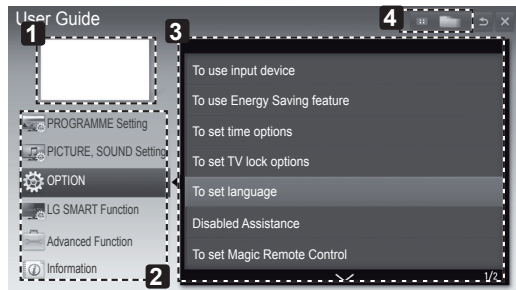 User Guide
1
3
4
To use input device
To use Energy Saving feature
To set time options
To set TV lock options
To set language
Disabled Assistance
To set Magic Remote Control
1/2
PROGRAMME Setting
PICTURE, SOUND Setting
OPTION
LG SMART Function
Advanced Function
Information
2